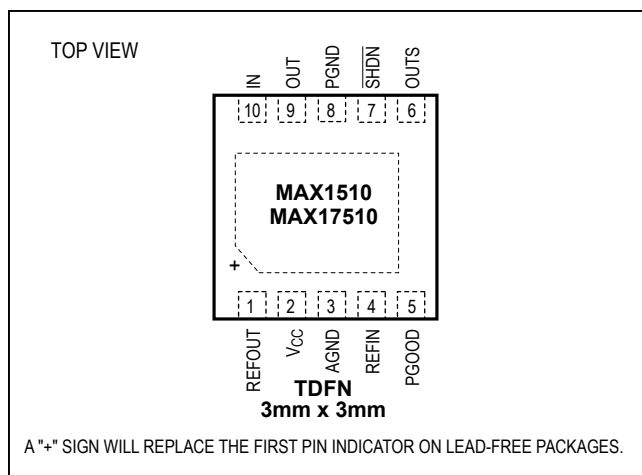 TOP VIEW
IN OUT PGND SHDN OUTS
10 9 8 7 6
MAX1510
MAX17510
+
1 2 3 4 5
REFOUT VCC AGND REFIN PGOOD
TDFN
3mm x 3mm
A "+" SIGN WILL REPLACE THE FIRST PIN INDICATOR ON LEAD-FREE PACKAGES.